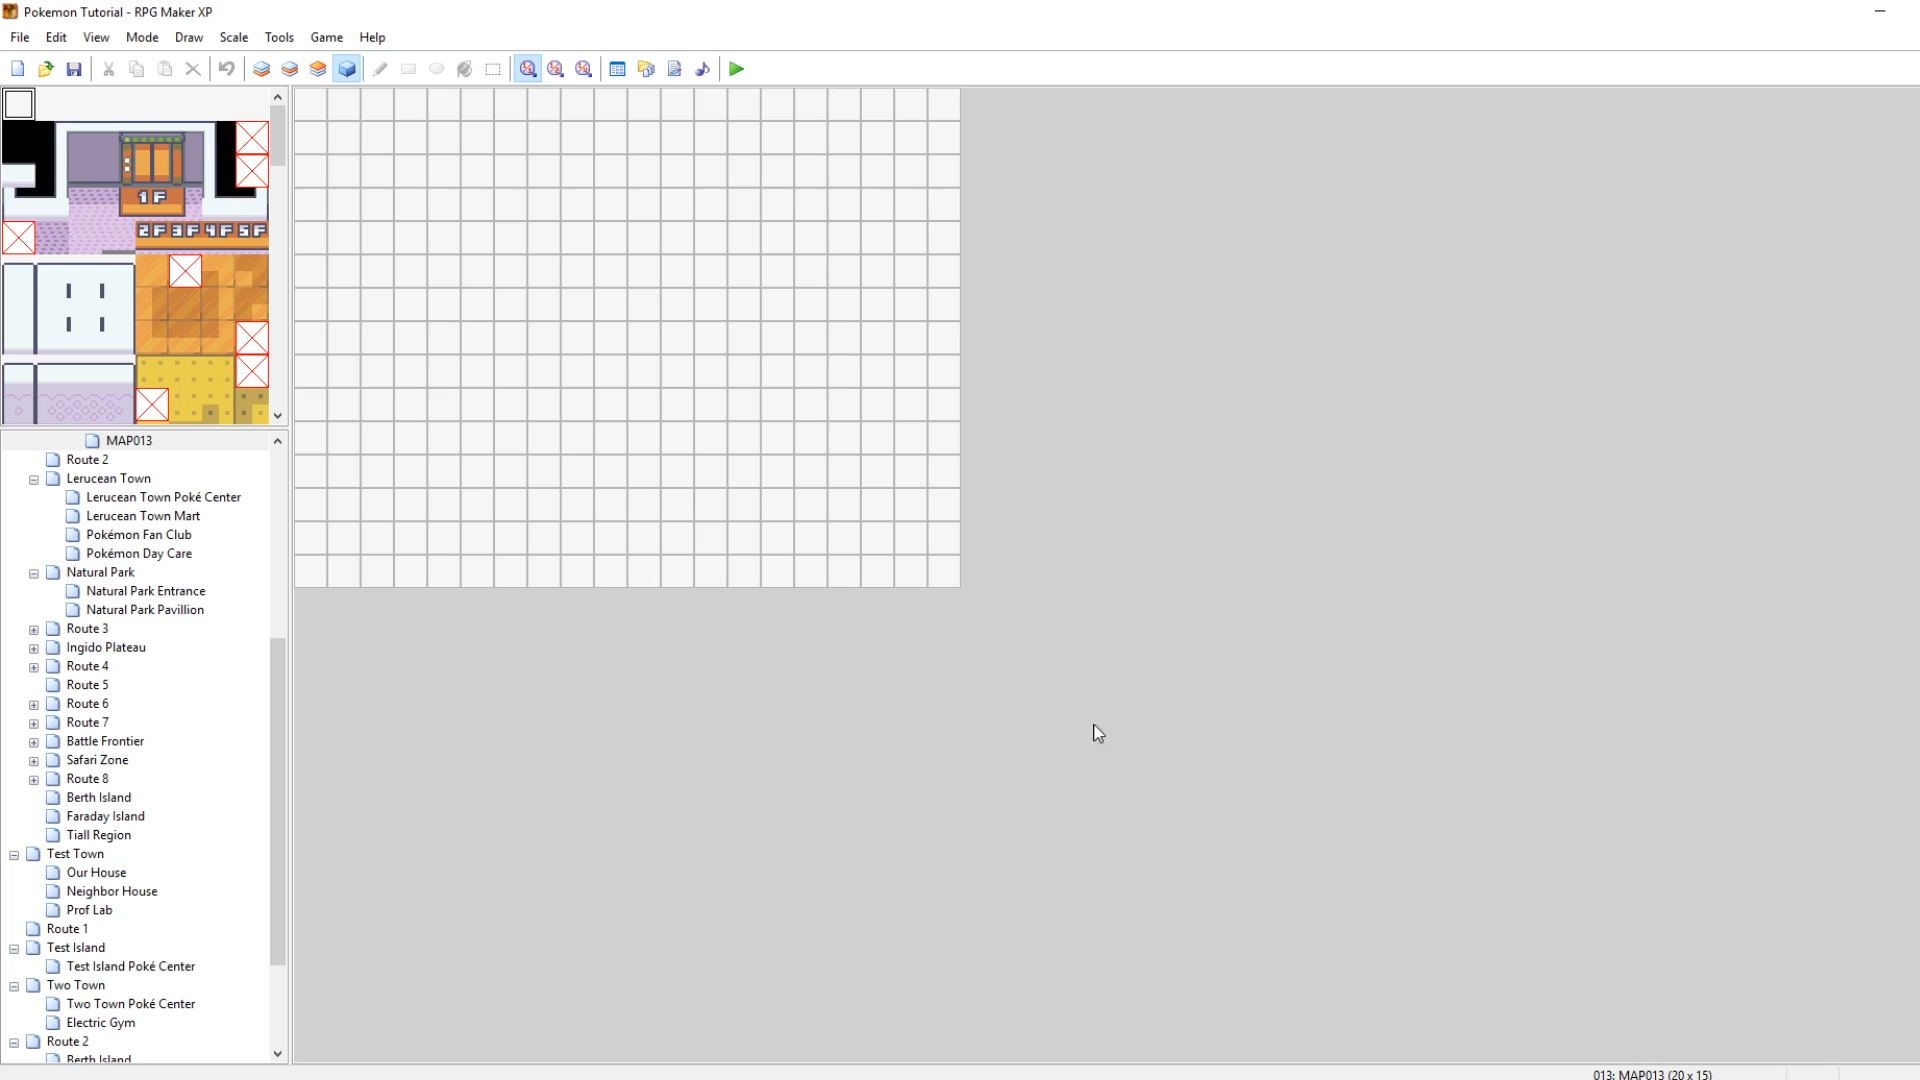 Pokemon Tutorial - RPG Maker XP
File Edit View Mode Draw Scale Tools Game Help
1F
2F 3F 4F 5F
MAP013
Route 2
Lerucean Town
Lerucean Town Poké Center
Lerucean Town Mart
Pokémon Fan Club
Pokémon Day Care
Natural Park
Natural Park Entrance
Natural Park Pavillion
Route 3
Ingido Plateau
Route 4
Route 5
Route 6
Route 7
Battle Frontier
Safari Zone
Route 8
Berth Island
Faraday Island
Tiall Region
Test Town
Our House
Neighbor House
Prof Lab
Route 1
Test Island
Test Island Poké Center
Two Town
Two Town Poké Center
Electric Gym
Route 2
Berth Island
013: MAP013 (20 x 15)